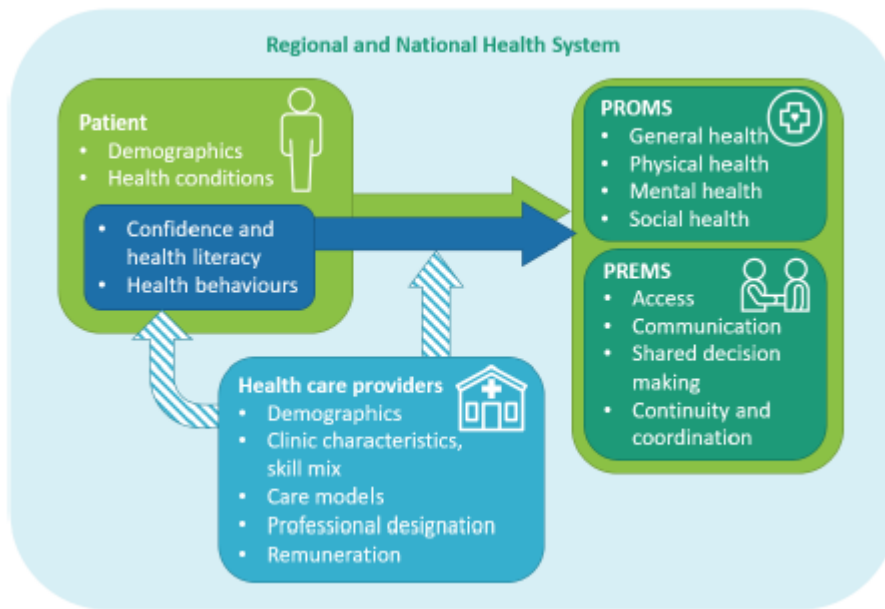 Regional and National Health System
Patient
• Demographics
• Health conditions
• Confidence and
health literacy
• Health behaviours
Health care providers
• Demographics
• Clinic characteristics,
skill mix
• Care models
• Professional designation
• Remuneration
PROMS
• General health
• Physical health
• Mental health
• Social health
PREMS
• Access
• Communication
• Shared decision
making
• Continuity and
coordination